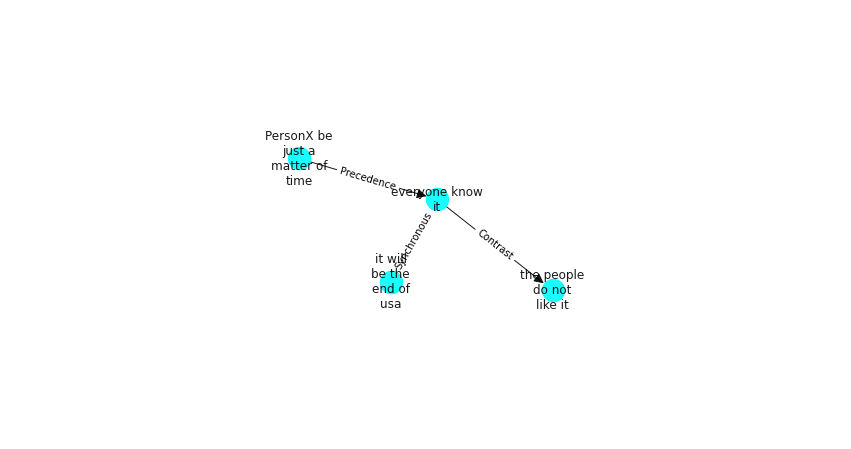 PersonX be
just a
matter of
time
Precedence
everyone know
it
Synchronous
Contrast
it will
be the
end of
usa
the people
do not
like it